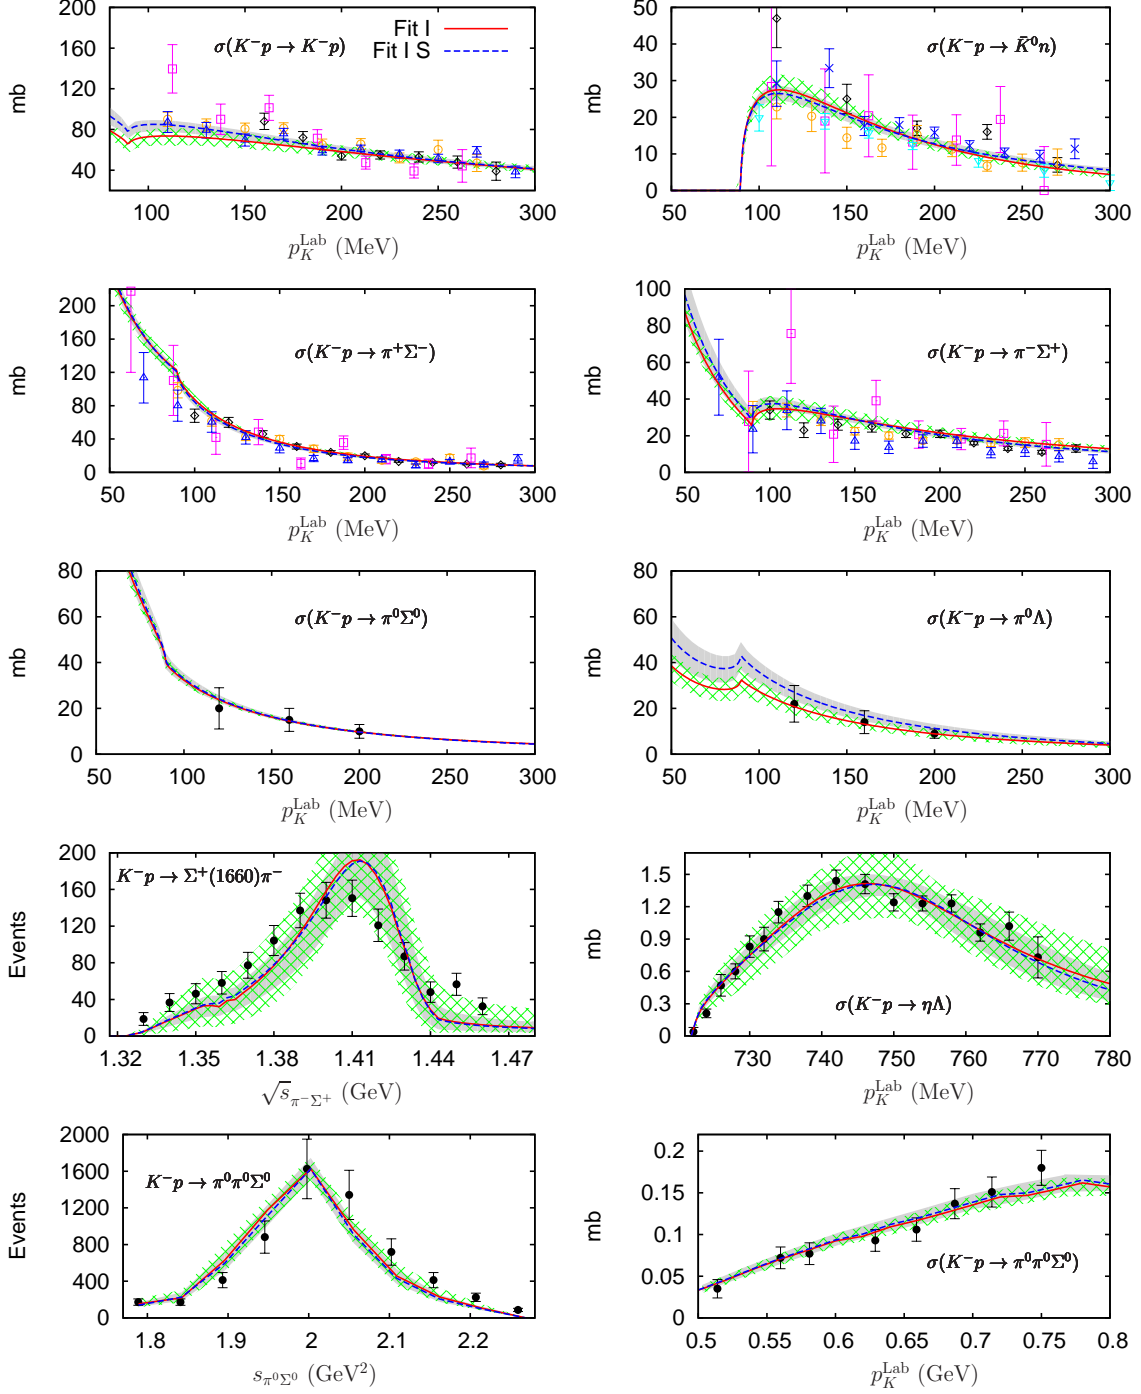 200
160
120
80
40
100 150 200 250 300
mb
σ(K⁻p → K⁻p)
Fit I
Fit I S
p_K^Lab (MeV)
50
40
30
20
10
0
100 150 200 250 300
mb
σ(K⁻p → K̄⁰n)
p_K^Lab (MeV)
200
160
120
80
40
0
50 100 150 200 250 300
mb
σ(K⁻p → π⁺Σ⁻)
p_K^Lab (MeV)
100
80
60
40
20
0
50 100 150 200 250 300
mb
σ(K⁻p → π⁻Σ⁺)
p_K^Lab (MeV)
80
60
40
20
0
50 100 150 200 250 300
mb
σ(K⁻p → π⁰Σ⁰)
p_K^Lab (MeV)
80
60
40
20
0
50 100 150 200 250 300
mb
σ(K⁻p → π⁰Λ)
p_K^Lab (MeV)
200
160
120
80
40
0
1.32 1.35 1.38 1.41 1.44 1.47
Events
K⁻p → Σ⁺(1660)π⁻
√s_π⁻Σ⁺ (GeV)
1.5
1.2
0.9
0.6
0.3
0
730 740 750 760 770 780
mb
σ(K⁻p → ηΛ)
p_K^Lab (MeV)
2000
1600
1200
800
400
0
1.8 1.9 2 2.1 2.2
Events
K⁻p → π⁰π⁰Σ⁰
s_π⁰Σ⁰ (GeV²)
0.2
0.15
0.1
0.05
0
0.5 0.55 0.6 0.65 0.7 0.75 0.8
mb
σ(K⁻p → π⁰π⁰Σ⁰)
p_K^Lab (GeV)